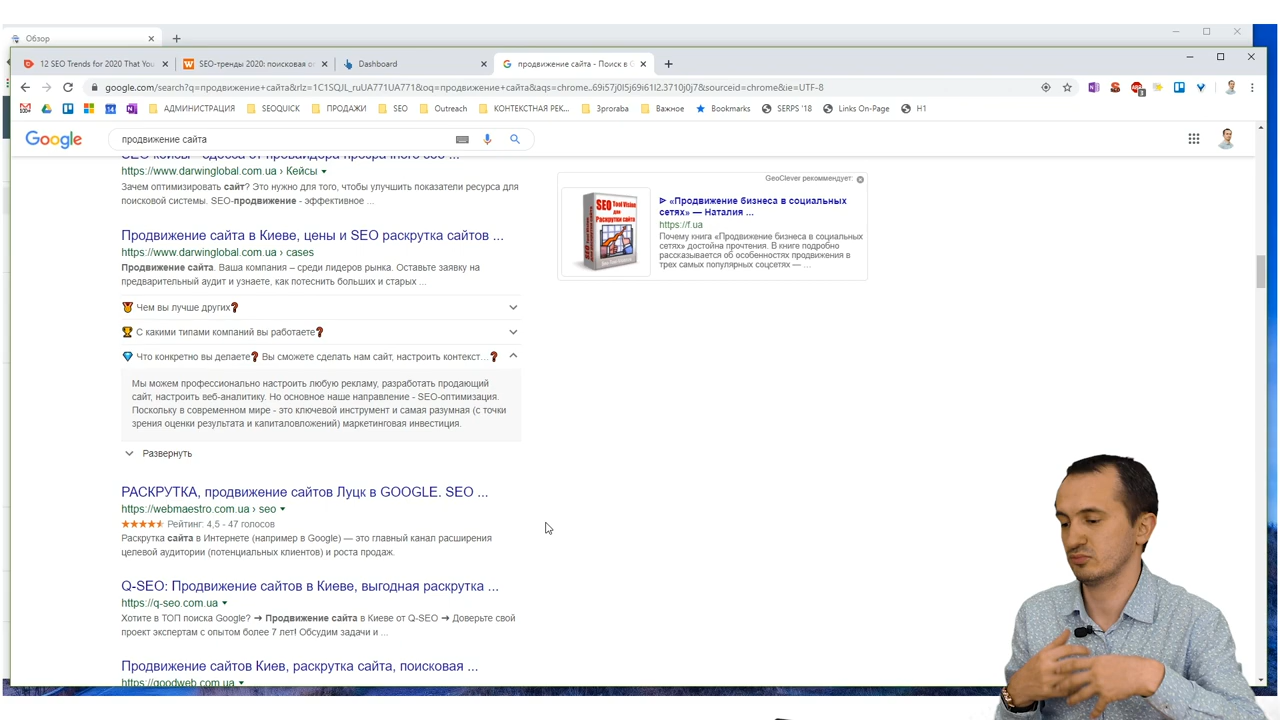 Обзор
12 SEO Trends for 2020 That You
SEO-тренды 2020: поисковая оп
Dashboard
продвижение сайта - Поиск в G
google.com/search?q=продвижение+сайта&rlz=1C1SQJL_ruUA771UA771&oq=продвижение+сайта&aqs=chrome..69i57j0l5j69i61l2.3710j0j7&sourceid=chrome&ie=UTF-8
АДМИНИСТРАЦИЯ
SEOQUICK
ПРОДАЖИ
SEO
Outreach
КОНТЕКСТНАЯ РЕК...
Зproraba
Важное
Bookmarks
SERPS '18
Links On-Page
H1
Google
продвижение сайта
https://www.darwinglobal.com.ua › Кейсы
Зачем оптимизировать сайт? Это нужно для того, чтобы улучшить показатели ресурса для
поисковой системы. SEO-продвижение - эффективное ...
Продвижение сайта в Киеве, цены и SEO раскрутка сайтов ...
https://www.darwinglobal.com.ua › cases
Продвижение сайта. Ваша компания – среди лидеров рынка. Оставьте заявку на
предварительный аудит и узнаете, как потеснить больших и старых ...
Чем вы лучше других❓
С какими типами компаний вы работаете❓
Что конкретно вы делаете❓ Вы сможете сделать нам сайт, настроить контекст... ❓
Мы можем профессионально настроить любую рекламу, разработать продающий
сайт, настроить веб-аналитику. Но основное наше направление - SEO-оптимизация.
Поскольку в современном мире - это ключевой инструмент и самая разумная (с точки
зрения оценки результата и капиталовложений) маркетинговая инвестиция.
Развернуть
РАСКРУТКА, продвижение сайтов Луцк в GOOGLE. SEO ...
https://webmaestro.com.ua › seo
Рейтинг: 4,5 - 47 голосов
Раскрутка сайта в Интернете (например в Google) — это главный канал расширения
целевой аудитории (потенциальных клиентов) и роста продаж.
Q-SEO: Продвижение сайтов в Киеве, выгодная раскрутка ...
https://q-seo.com.ua
Хотите в ТОП поиска Google? ➞ Продвижение сайта в Киеве от Q-SEO ➞ Доверьте свой
проект экспертам с опытом более 7 лет! Обсудим задачи и ...
Продвижение сайтов Киев, раскрутка сайта, поисковая ...
https://goodweb.com.ua
GeoClever рекомендует:
SEO Tool Vision
для
Раскрутки сайта
⊳ «Продвижение бизнеса в социальных
сетях» — Наталия ...
https://f.ua
Почему книга «Продвижение бизнеса в социальных
сетях» достойна прочтения. В книге подробно
рассказывается об особенностях продвижения в
трех самых популярных соцсетях — ...